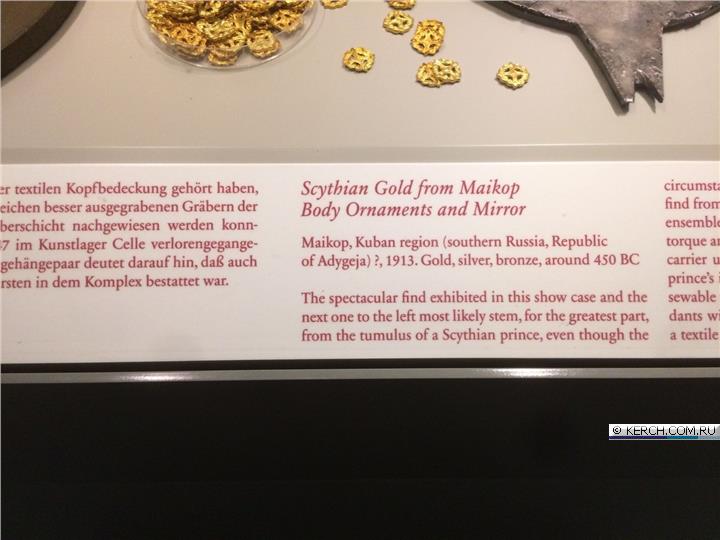 er textilen Kopfbedeckung gehört haben,
eichen besser ausgegrabenen Gräbern der
berschicht nachgewiesen werden konn-
47 im Kunstlager Celle verlorengegange-
gehängepaar deutet darauf hin, daß auch
rsten in dem Komplex bestattet war.
Scythian Gold from Maikop
Body Ornaments and Mirror
Maikop, Kuban region (southern Russia, Republic
of Adygeja) ?, 1913. Gold, silver, bronze, around 450 BC
The spectacular find exhibited in this show case and the
next one to the left most likely stem, for the greatest part,
from the tumulus of a Scythian prince, even though the
circumsta
find from
ensemble
torque an
carrier u
prince's i
sewable
dants wi
a textile
© KERCH.COM.RU